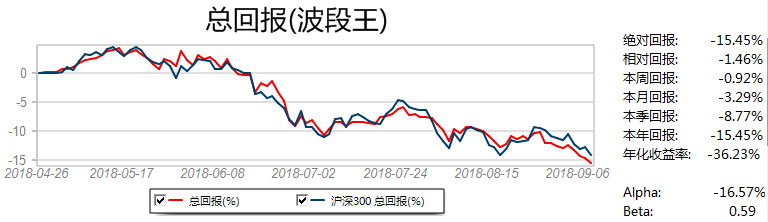 总回报(波段王)
0
-5
-10
-15
2018-04-26 2018-05-17 2018-06-08 2018-07-02 2018-07-24 2018-08-15 2018-09-06
总回报(%) 沪深300 总回报(%)
绝对回报: -15.45%
相对回报: -1.46%
本周回报: -0.92%
本月回报: -3.29%
本季回报: -8.77%
本年回报: -15.45%
年化收益率: -36.23%
Alpha: -16.57%
Beta: 0.59